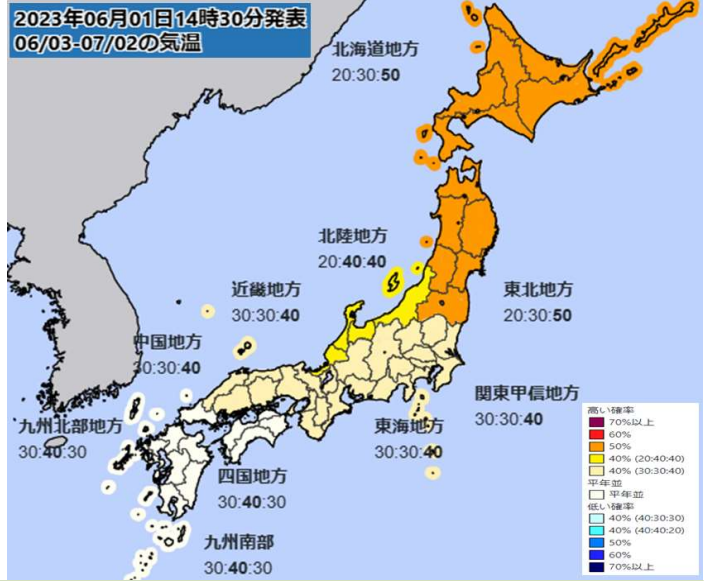 2023年06月01日14時30分発表
06/03-07/02の気温
北海道地方
20:30:50
北陸地方
20:40:40
近畿地方
30:30:40
東北地方
20:30:50
中国地方
30:30:40
関東甲信地方
30:30:40
九州北部地方
30:40:30
東海地方
30:30:40
四国地方
30:40:30
九州南部
30:40:30
高い確率
70%以上
60%
50%
40% (20:40:40)
40% (30:30:40)
平年並
平年並
低い確率
40% (40:30:30)
40% (40:40:20)
50%
60%
70%以上